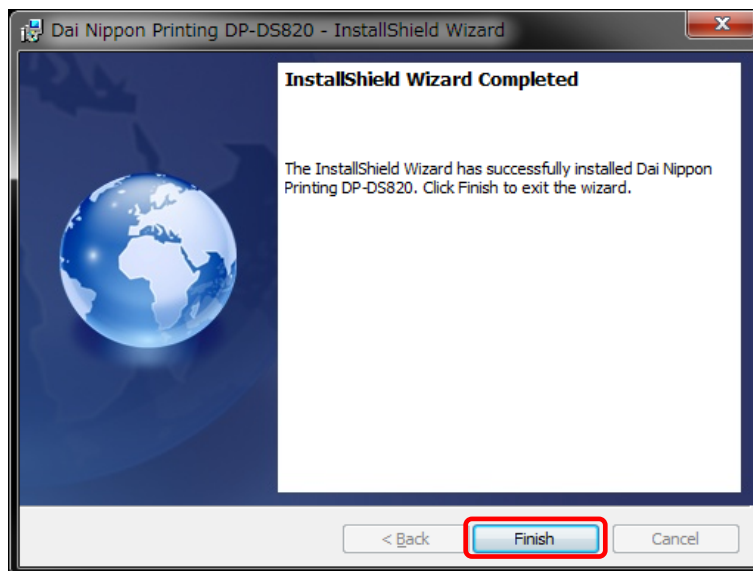 Dai Nippon Printing DP-DS820 - InstallShield Wizard
InstallShield Wizard Completed
The InstallShield Wizard has successfully installed Dai Nippon
Printing DP-DS820. Click Finish to exit the wizard.
< Back Finish Cancel